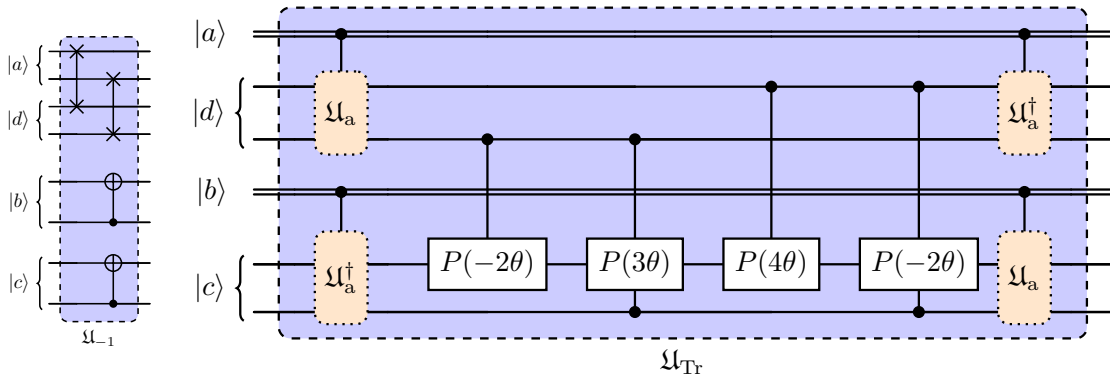 |a⟩
|d⟩
|b⟩
|c⟩
𝔘₋₁
|a⟩
|d⟩
𝔘ₐ
𝔘ₐ†
|b⟩
|c⟩
𝔘ₐ†
P(−2θ)
P(3θ)
P(4θ)
P(−2θ)
𝔘ₐ
𝔘_Tr